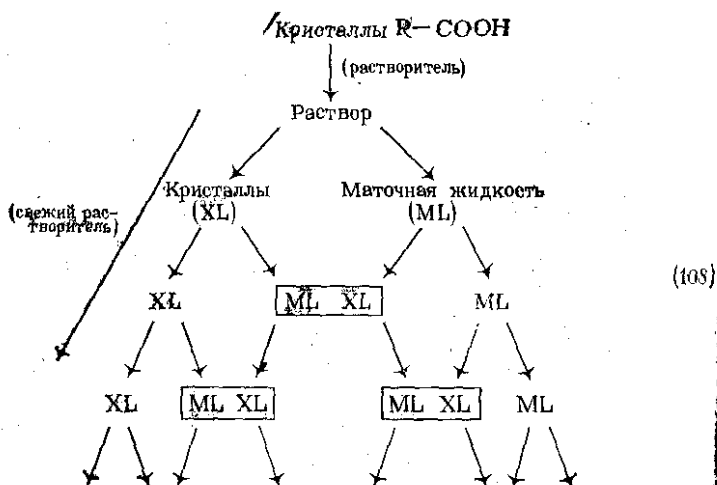 Кристаллы R—COOH
(растворитель)
Раствор
Кристаллы
(XL)
Маточная жидкость
(ML)
(свежий рас-
творитель)
(108)
XL
ML XL
ML
XL
ML XL
ML XL
ML